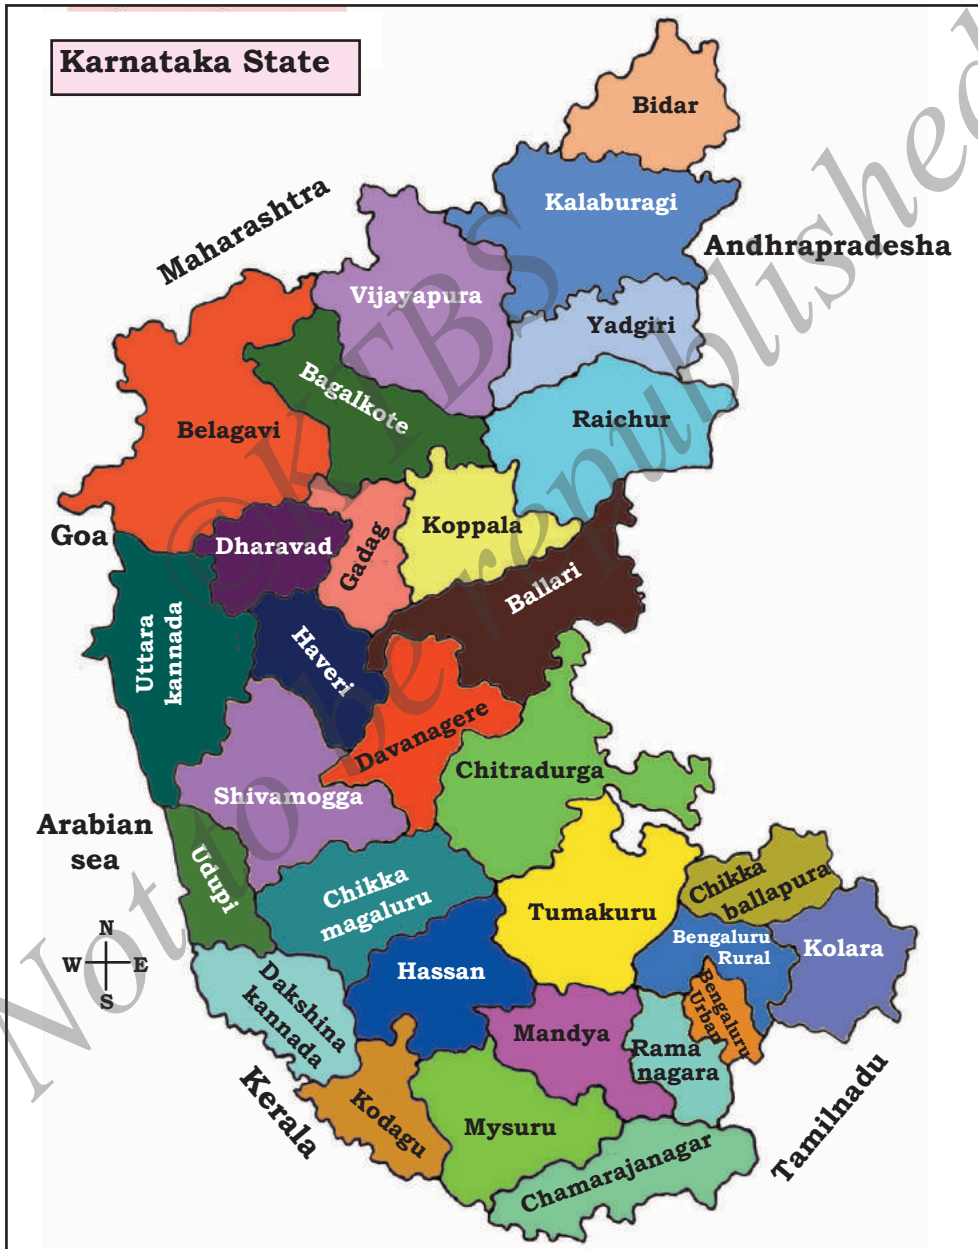 Karnataka State
Bidar
Kalaburagi
Maharashtra
Andhrapradesha
Vijayapura
Yadgiri
Bagalkote
Raichur
Belagavi
Goa
Dharavad
Gadag
Koppala
Ballari
Uttara
kannada
Haveri
Davanagere
Chitradurga
Shivamogga
Arabian
sea
Udupi
Chikka
magaluru
Tumakuru
Chikka
ballapura
Bengaluru
Rural
Kolara
N
W E
S
Hassan
Dakshina
kannada
Mandya
Rama
nagara
Bengaluru
Urban
Kerala
Kodagu
Mysuru
Tamilnadu
Chamarajanagar
©KTBS
Not to be republished